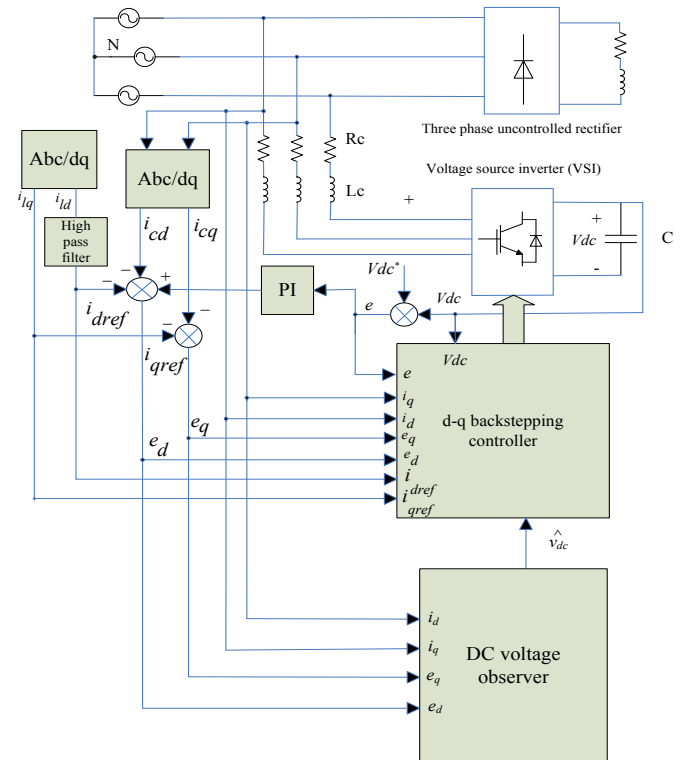 N
Three phase uncontrolled rectifier
Rc
Lc
Voltage source inverter (VSI)
+
+
Vdc
-
C
Abc/dq
Abc/dq
ilq
ild
High
pass
filter
icd
icq
−
−
+
−
−
idref
iqref
PI
Vdc*
e
Vdc
Vdc
e
iq
id
eq
ed
i dref
i qref
d-q backstepping
controller
eq
ed
v̂dc
id
iq
eq
ed
DC voltage
observer